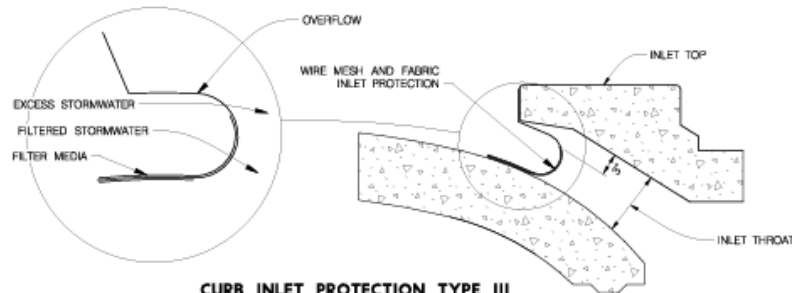 OVERFLOW
EXCESS STORMWATER
FILTERED STORMWATER
FILTER MEDIA
WIRE MESH AND FABRIC
INLET PROTECTION
INLET TOP
INLET THROAT
CURB INLET PROTECTION TYPE III